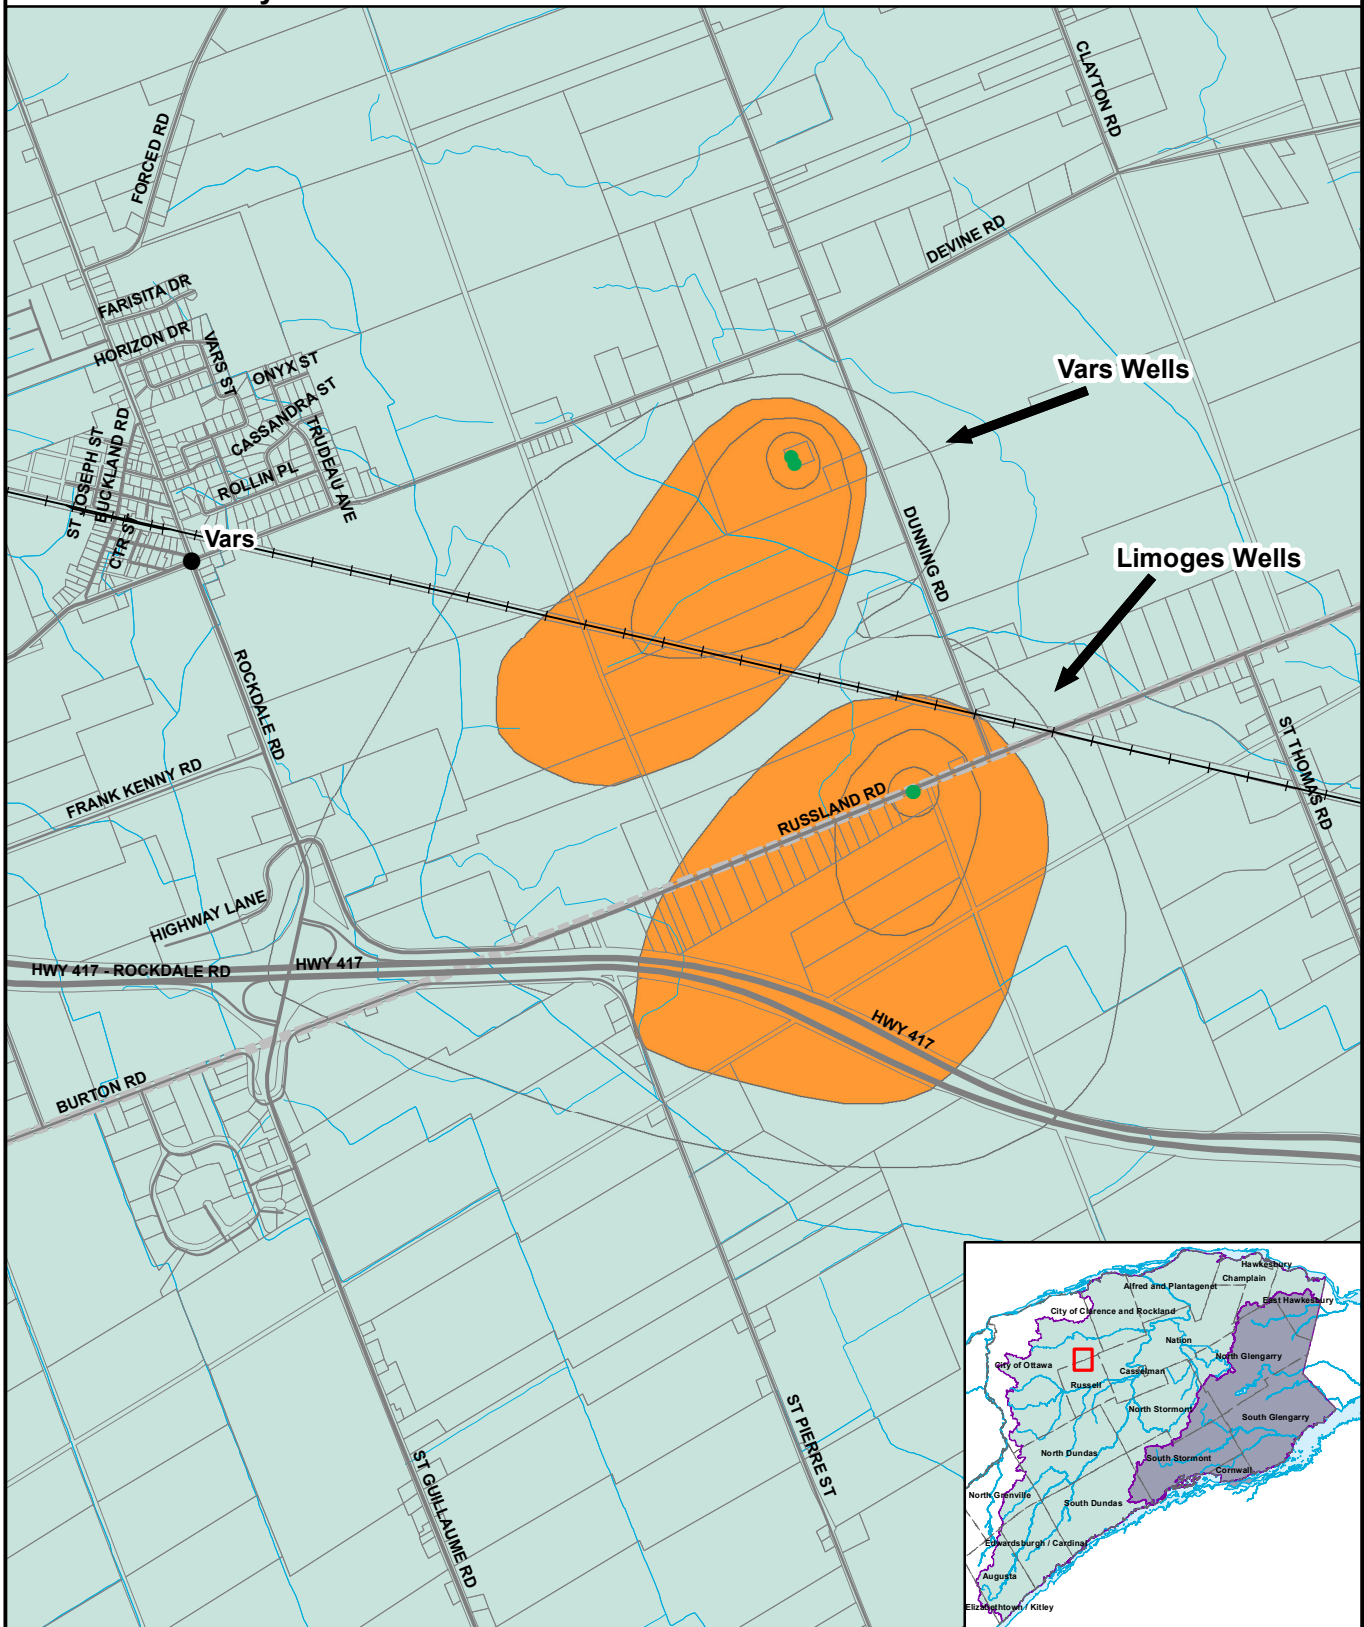 CLAYTON RD
FORCED RD
DEVINE RD
FARISITA DR
HORIZON DR
VARS ST
ONYX ST
CASSANDRA ST
TRUDEAU AVE
ROLLIN PL
BUCKLAND RD
ST JOSEPH ST
CTR ST
Vars
Vars Wells
DUNNING RD
Limoges Wells
ROCKDALE RD
FRANK KENNY RD
RUSSLAND RD
ST THOMAS RD
HIGHWAY LANE
HWY 417 - ROCKDALE RD
HWY 417
HWY 417
BURTON RD
ST PIERRE ST
ST GUILLAUME RD
Hawkesbury
Champlain
Alfred and Plantagenet
East Hawkesbury
City of Clarence and Rockland
Nation
North Glengarry
City of Ottawa
Casselman
Russell
North Stormont
South Glengarry
North Dundas
South Stormont
Cornwall
North Grenville
South Dundas
Edwardsburgh / Cardinal
Augusta
Elizabethtown / Kitley